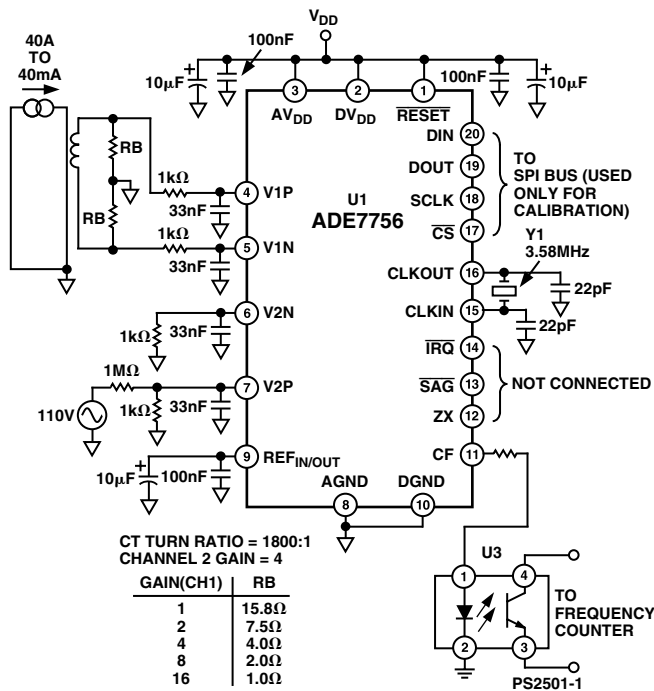 40A
TO
40mA
VDD
100nF
10μF
100nF
10μF
3
2
1
AVDD
DVDD
RESET
DIN
20
DOUT
19
SCLK
18
CS
17
TO
SPI BUS (USED
ONLY FOR
CALIBRATION)
U1
ADE7756
RB
RB
1kΩ
33nF
4
V1P
1kΩ
33nF
5
V1N
Y1
3.58MHz
CLKOUT
16
22pF
CLKIN
15
22pF
6
V2N
1kΩ
33nF
IRQ
14
SAG
13
ZX
12
NOT CONNECTED
1MΩ
7
V2P
110V
1kΩ
33nF
9
REFIN/OUT
10μF
100nF
CF
11
AGND
DGND
8
10
CT TURN RATIO = 1800:1
CHANNEL 2 GAIN = 4
GAIN(CH1) RB
1 15.8Ω
2 7.5Ω
4 4.0Ω
8 2.0Ω
16 1.0Ω
U3
1
4
2
3
TO
FREQUENCY
COUNTER
PS2501-1